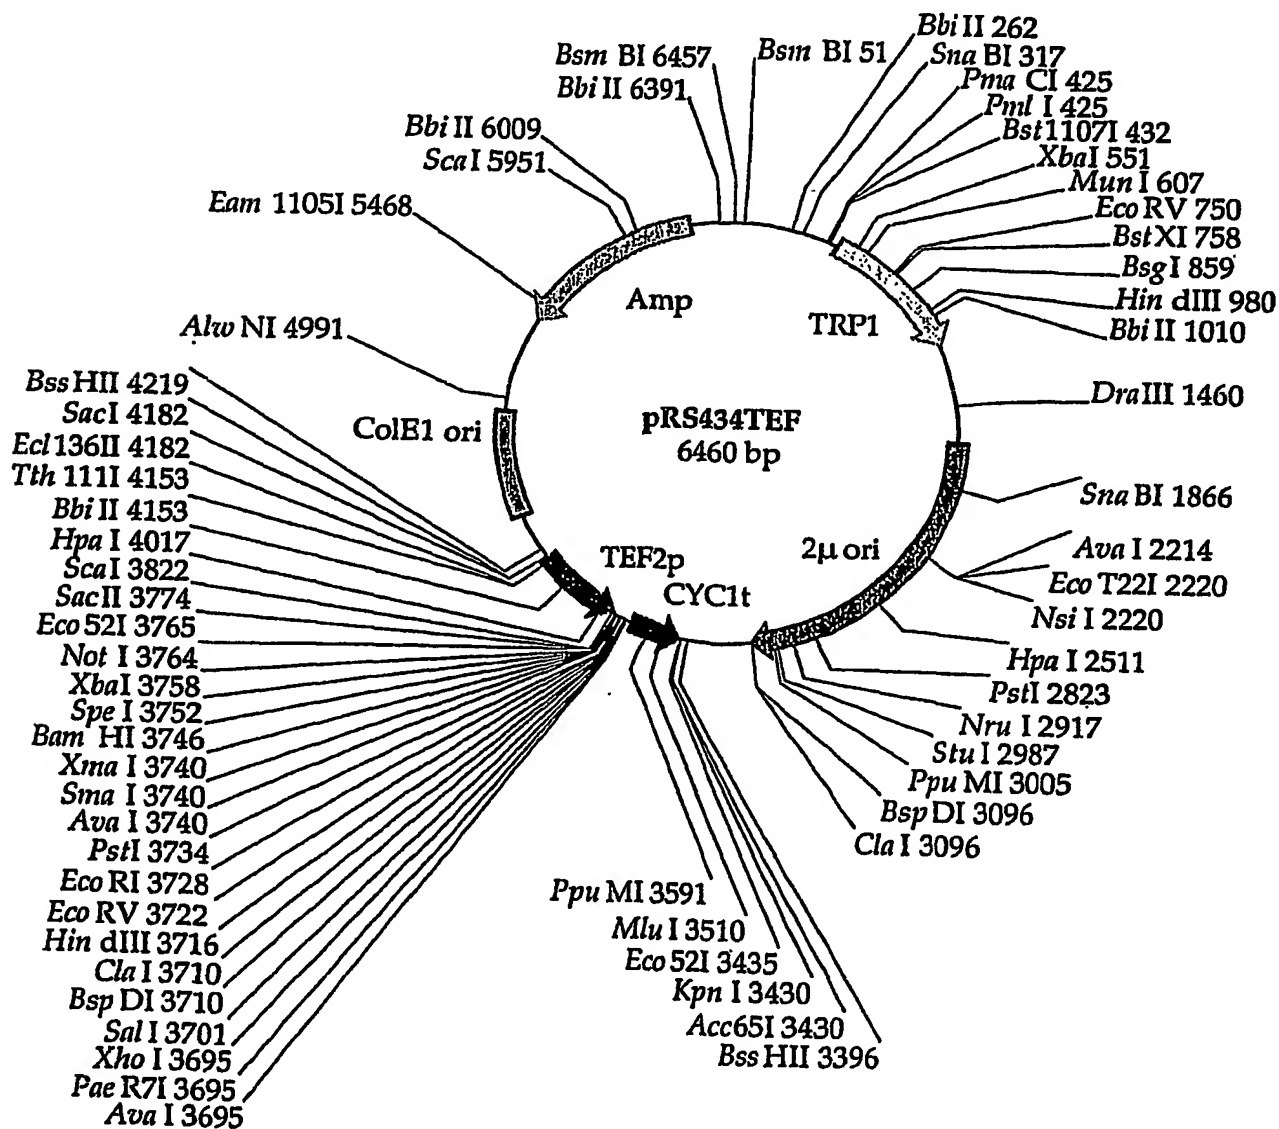 Bsm BI 6457
Bbi II 6391
Bbi II 6009
ScaI 5951
Eam 1105I 5468
Alw NI 4991
Bsm BI 51
Bbi II 262
Sna BI 317
Pma CI 425
Pml I 425
Bst1107I 432
XbaI 551
Mun I 607
Eco RV 750
BstXI 758
BsgI 859
Hin dIII 980
Bbi II 1010
DraIII 1460
Sna BI 1866
Ava I 2214
Eco T22I 2220
Nsi I 2220
Hpa I 2511
PstI 2823
Nru I 2917
Stu I 2987
Ppu MI 3005
Bsp DI 3096
Cla I 3096
Amp
TRP1
ColE1 ori
pRS434TEF
6460 bp
2μ ori
TEF2p
CYC1t
Bss HII 4219
SacI 4182
Ecl136II 4182
Tth 111I 4153
Bbi II 4153
Hpa I 4017
ScaI 3822
SacII 3774
Eco 52I 3765
Not I 3764
XbaI 3758
Spe I 3752
Bam HI 3746
Xma I 3740
Sma I 3740
Ava I 3740
PstI 3734
Eco RI 3728
Eco RV 3722
Hin dIII 3716
Cla I 3710
Bsp DI 3710
Sal I 3701
Xho I 3695
Pae R7I 3695
Ava I 3695
Ppu MI 3591
Mlu I 3510
Eco 52I 3435
Kpn I 3430
Acc65I 3430
Bss HII 3396